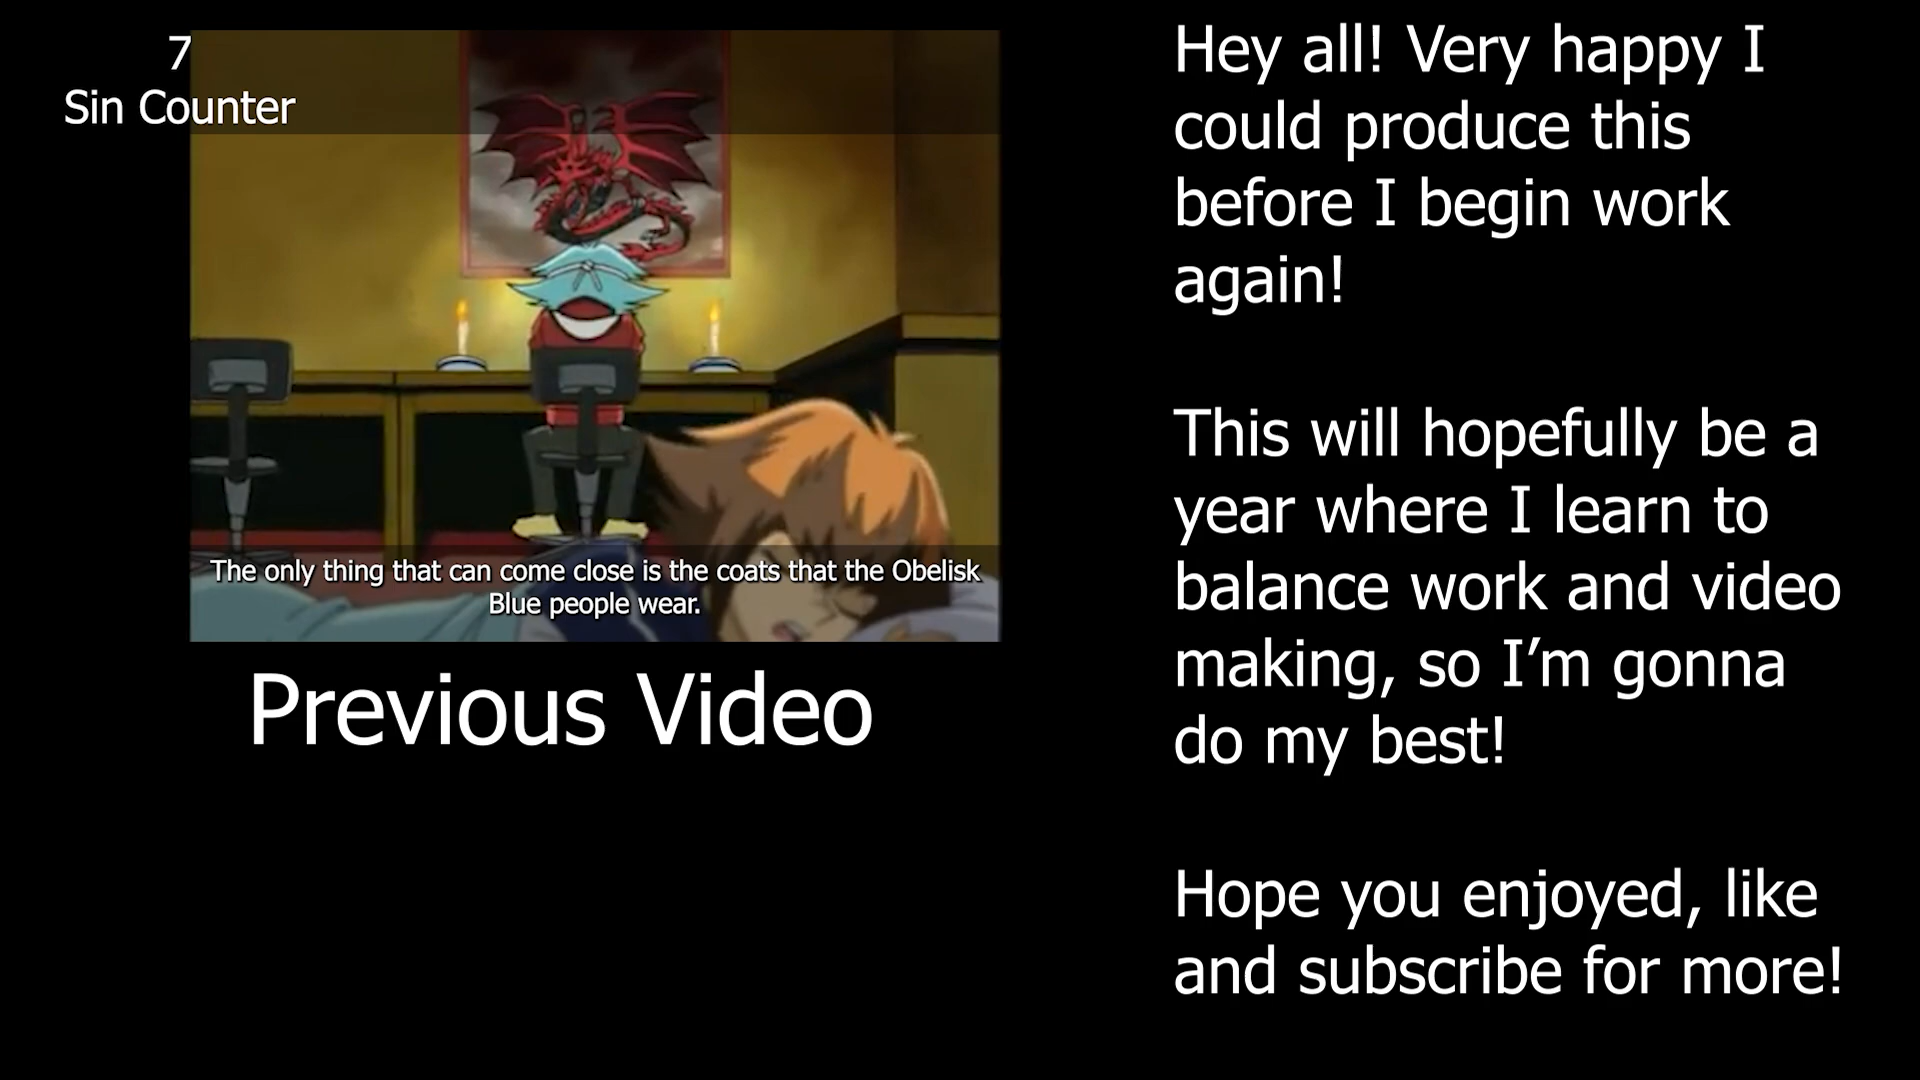 7
Sin Counter
The only thing that can come close is the coats that the Obelisk
Blue people wear.
Previous Video
Hey all! Very happy I
could produce this
before I begin work
again!
This will hopefully be a
year where I learn to
balance work and video
making, so I’m gonna
do my best!
Hope you enjoyed, like
and subscribe for more!